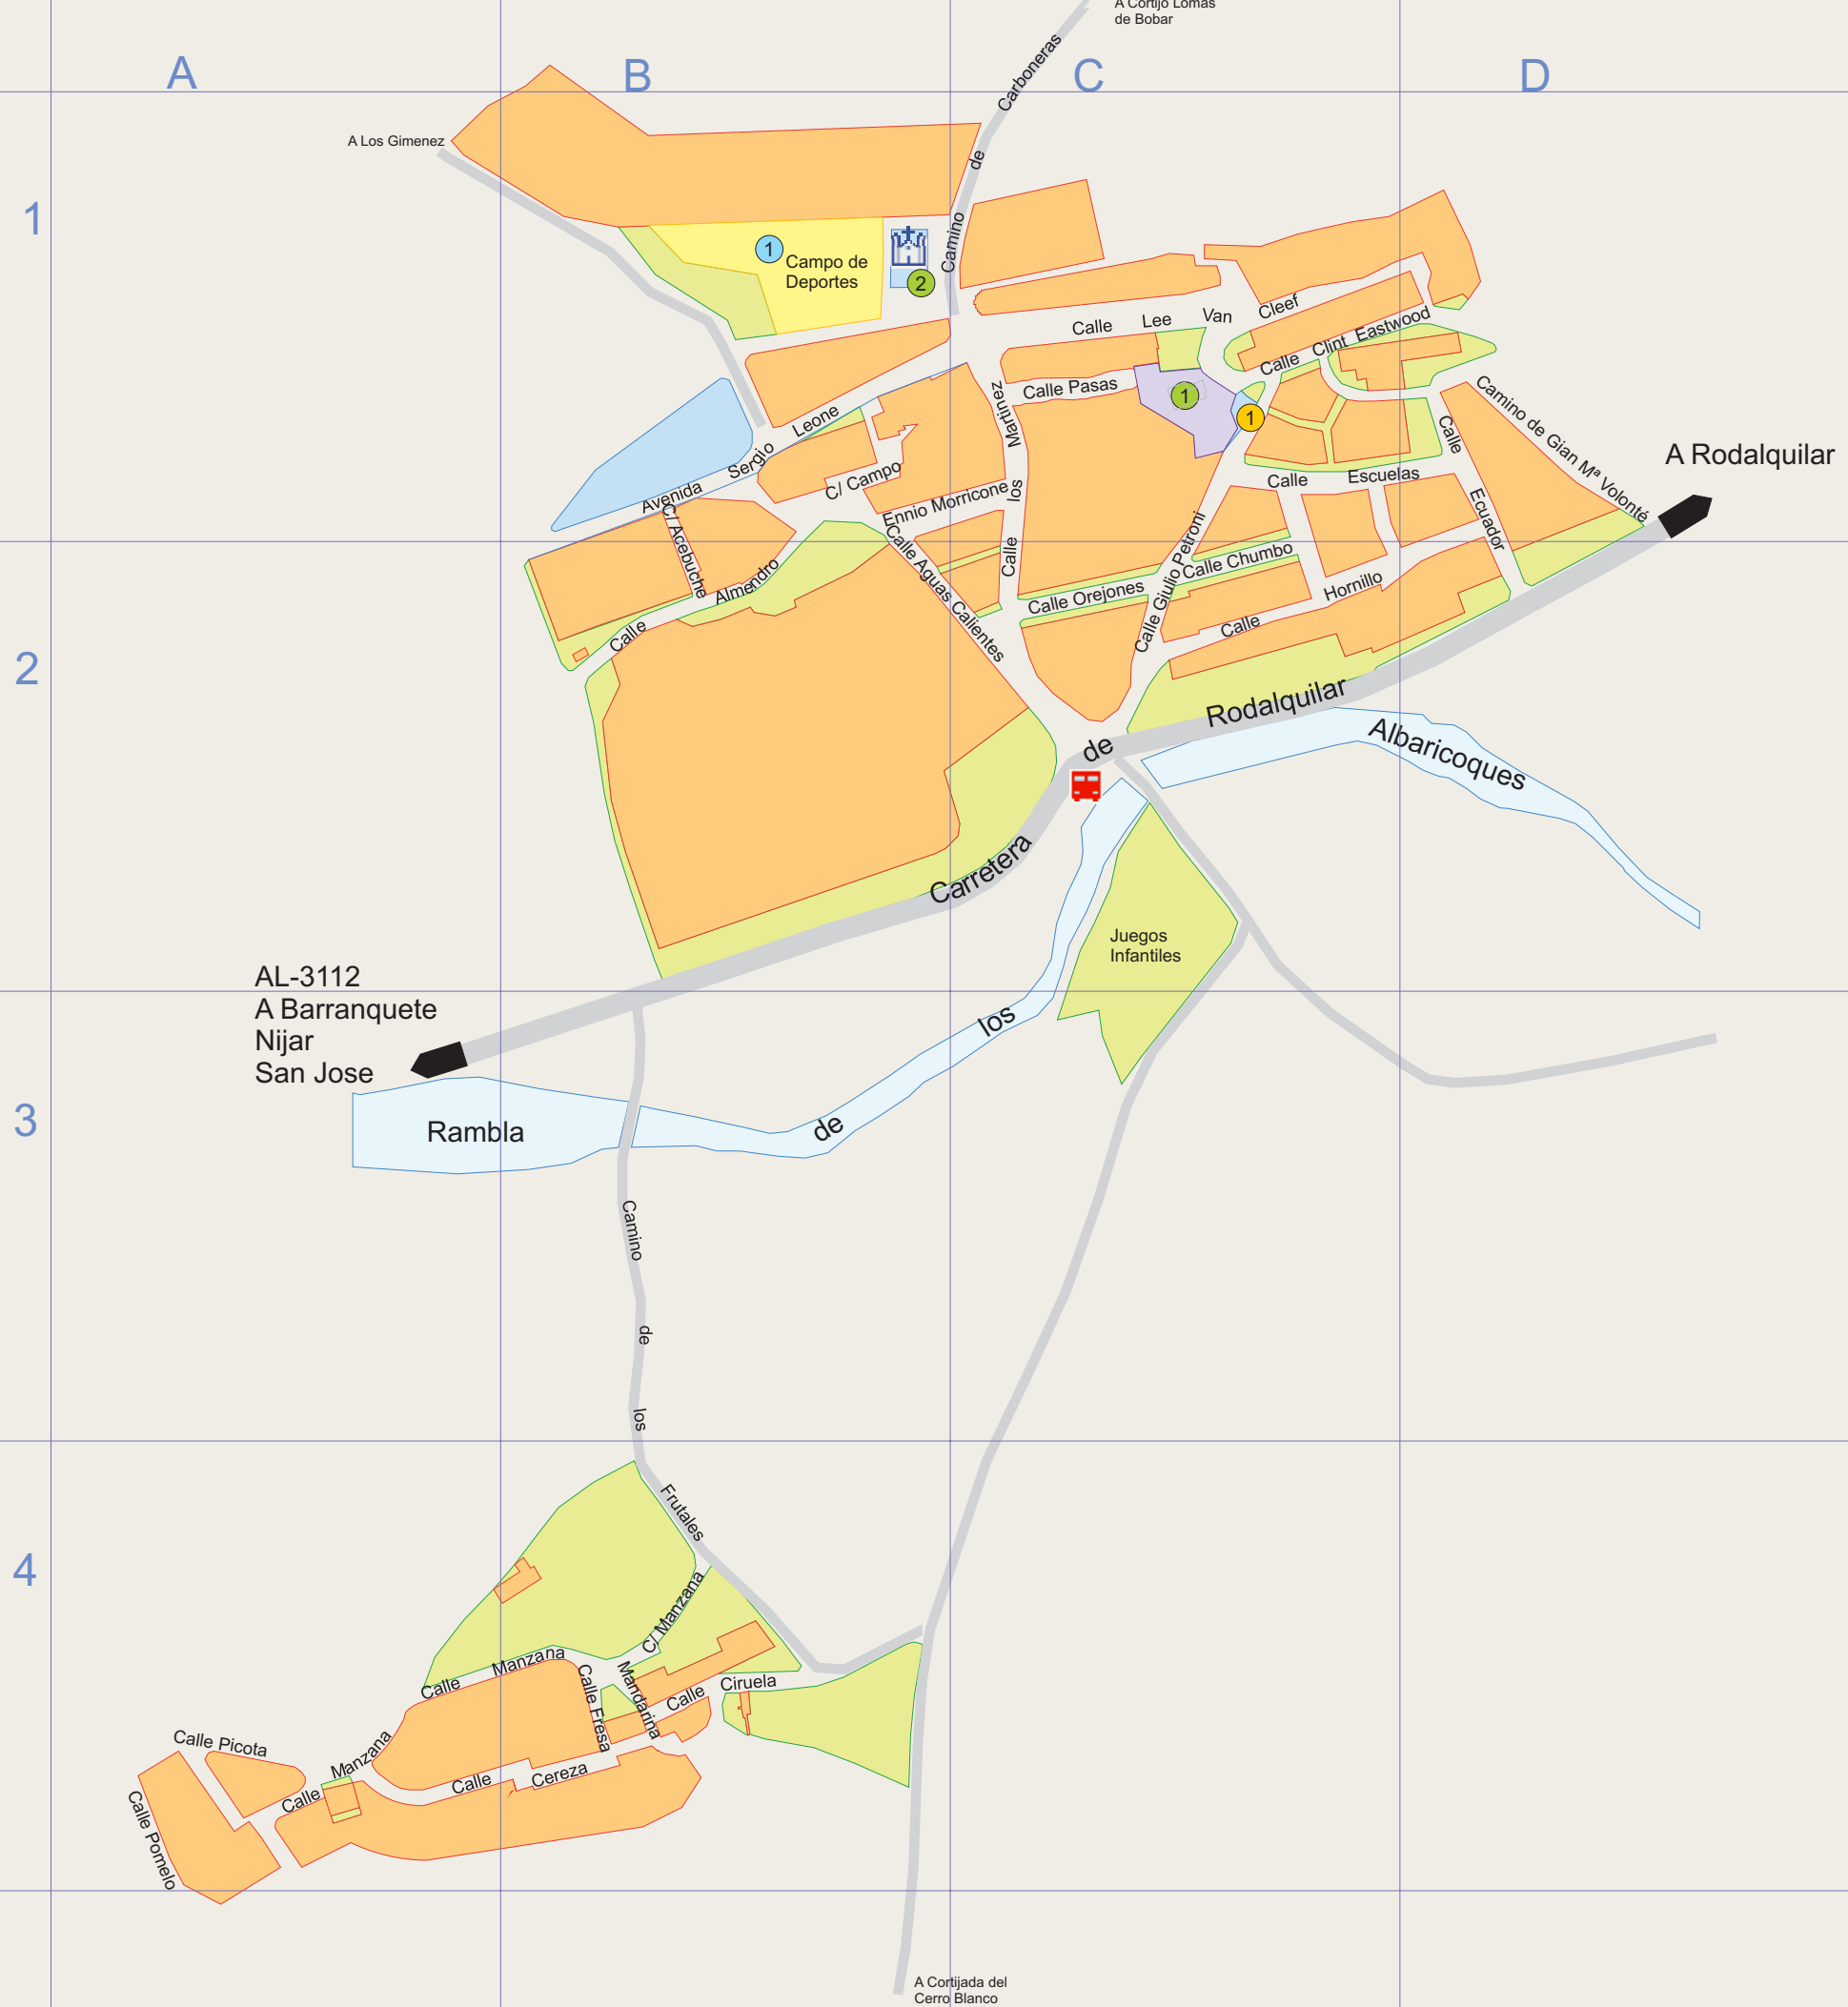 A Cortijo Lomas
de Bobar
A
B
C
D
1
2
3
4
A Los Gimenez
Camino de Carboneras
1
Campo de
Deportes
2
Calle Lee Van Cleef
Calle Clint Eastwood
Calle Pasas
1
1
Camino de Gian Mª Volonté
A Rodalquilar
Avenida Sergio Leone
C/ Campo
Ennio Morricone
Calle los Martinez
Calle Escuelas
Calle Ecuador
C/ Acebuche
Calle Almendro
Calle Aguas Calientes
Calle Giulio Petroni
Calle Chumbo
Calle Orejones
Calle Hornillo
Carretera de Rodalquilar
Juegos
Infantiles
AL-3112
A Barranquete
Nijar
San Jose
Rambla de los Albaricoques
Camino de los Frutales
C/ Manzana
Calle Manzana
Calle Fresa
Mandarina
Calle Ciruela
Calle Picota
Calle Manzana
Calle Cereza
Calle Pomelo
A Cortijada del
Cerro Blanco